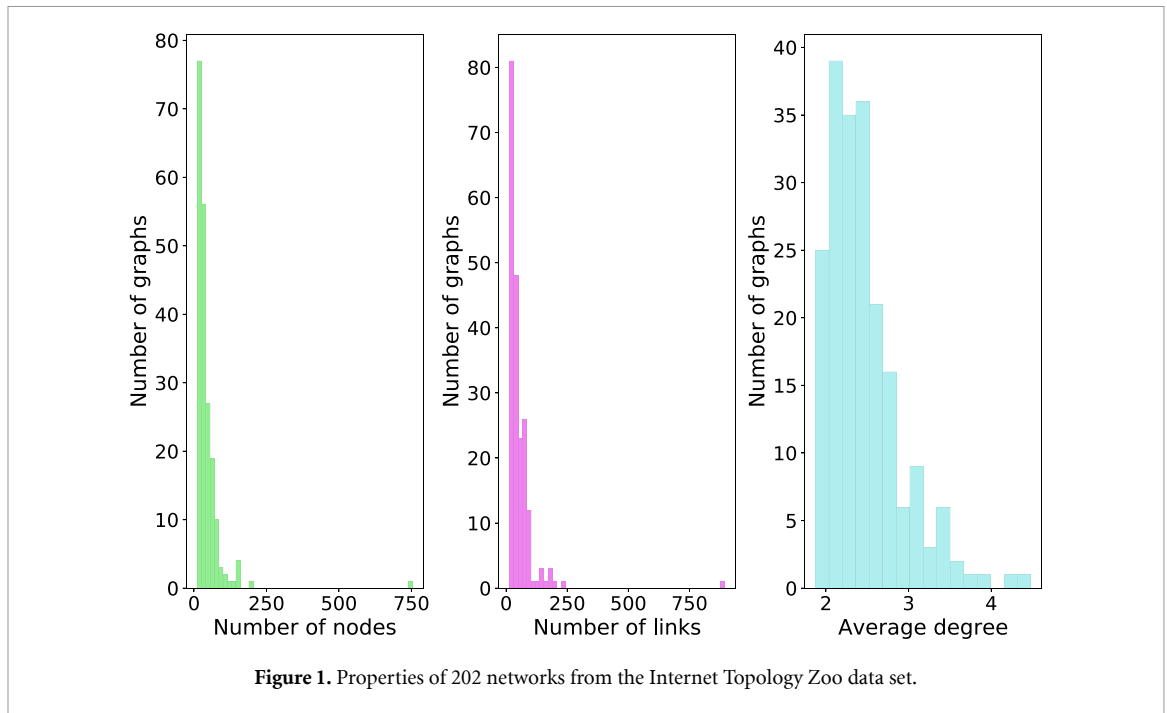 80
70
60
50
40
30
20
10
0
Number of graphs
0 250 500 750
Number of nodes
80
70
60
50
40
30
20
10
0
Number of graphs
0 250 500 750
Number of links
40
35
30
25
20
15
10
5
0
Number of graphs
2 3 4
Average degree
Figure 1. Properties of 202 networks from the Internet Topology Zoo data set.